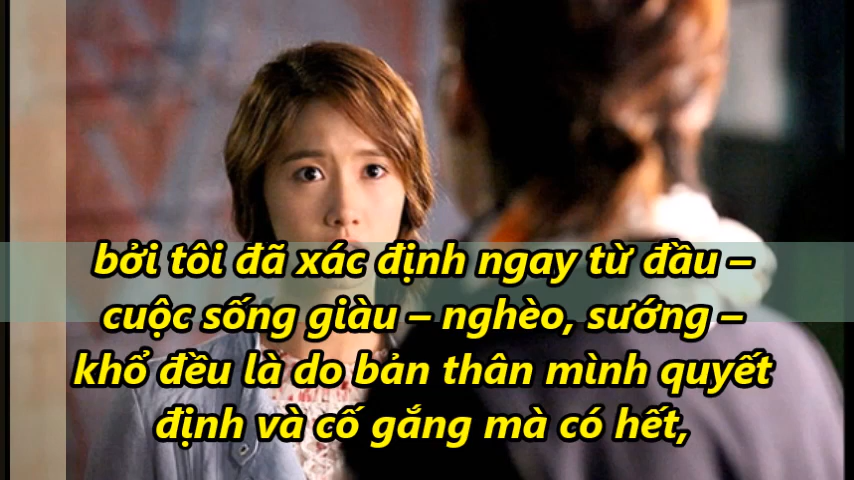 bởi tôi đã xác định ngay từ đầu –
cuộc sống giàu – nghèo, sướng –
khổ đều là do bản thân mình quyết
định và cố gắng mà có hết,